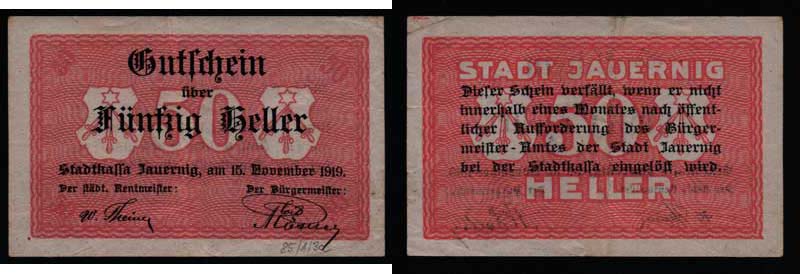 Gutschein
über
50
Fünfzig Heller
Stadtkassa Jauernig, am 15. November 1919.
Der städt. Rentmeister:
Der Bürgermeister:
STADT JAUERNIG
Dieser Schein verfällt, wenn er nicht
innerhalb eines Monates nach öffent-
licher Aufforderung des Bürger-
meister-Amtes der Stadt Jauernig
bei der Stadtkassa eingelöst wird.
50
HELLER